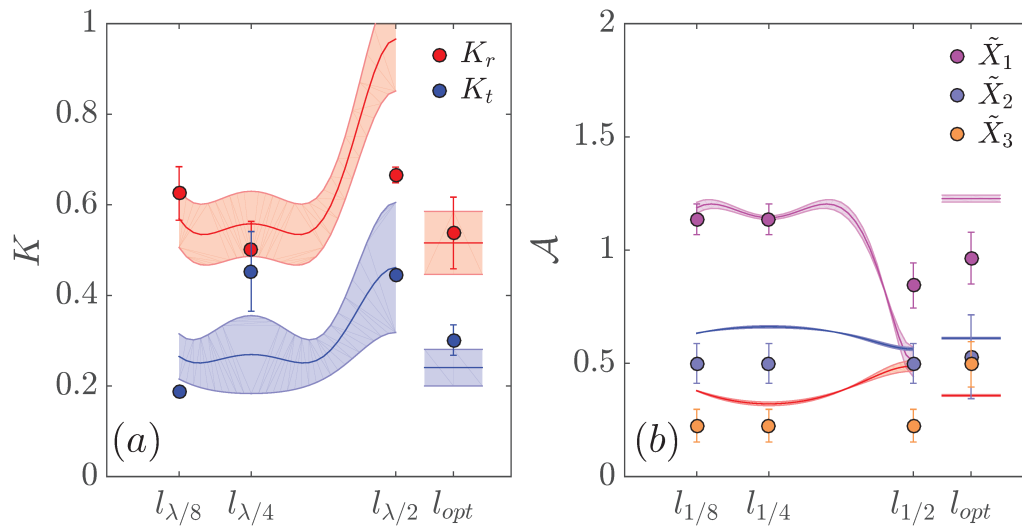 1
0.8
0.6
0.4
0.2
0
K
K_r
K_t
(a)
l_{λ/8} l_{λ/4} l_{λ/2} l_{opt}
2
1.5
1
0.5
0
𝒜
X̃_1
X̃_2
X̃_3
(b)
l_{1/8} l_{1/4} l_{1/2} l_{opt}